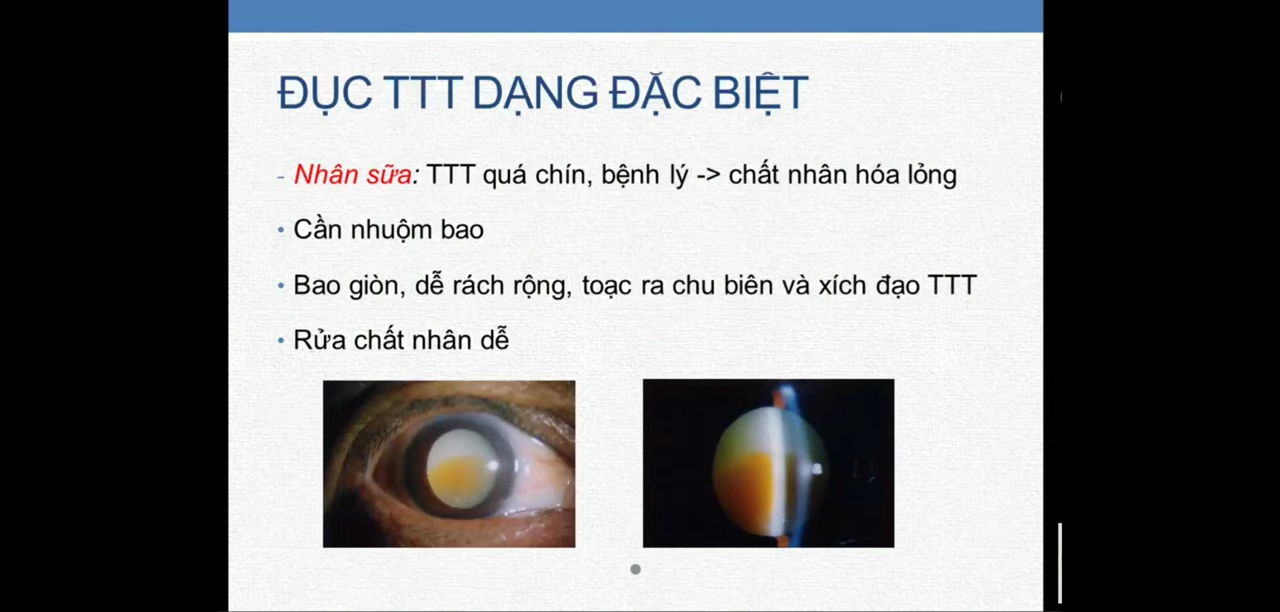 ĐỤC TTT DẠNG ĐẶC BIỆT
- Nhân sữa: TTT quá chín, bệnh lý -> chất nhân hóa lỏng
• Cần nhuộm bao
• Bao giòn, dễ rách rộng, toạc ra chu biên và xích đạo TTT
• Rửa chất nhân dễ